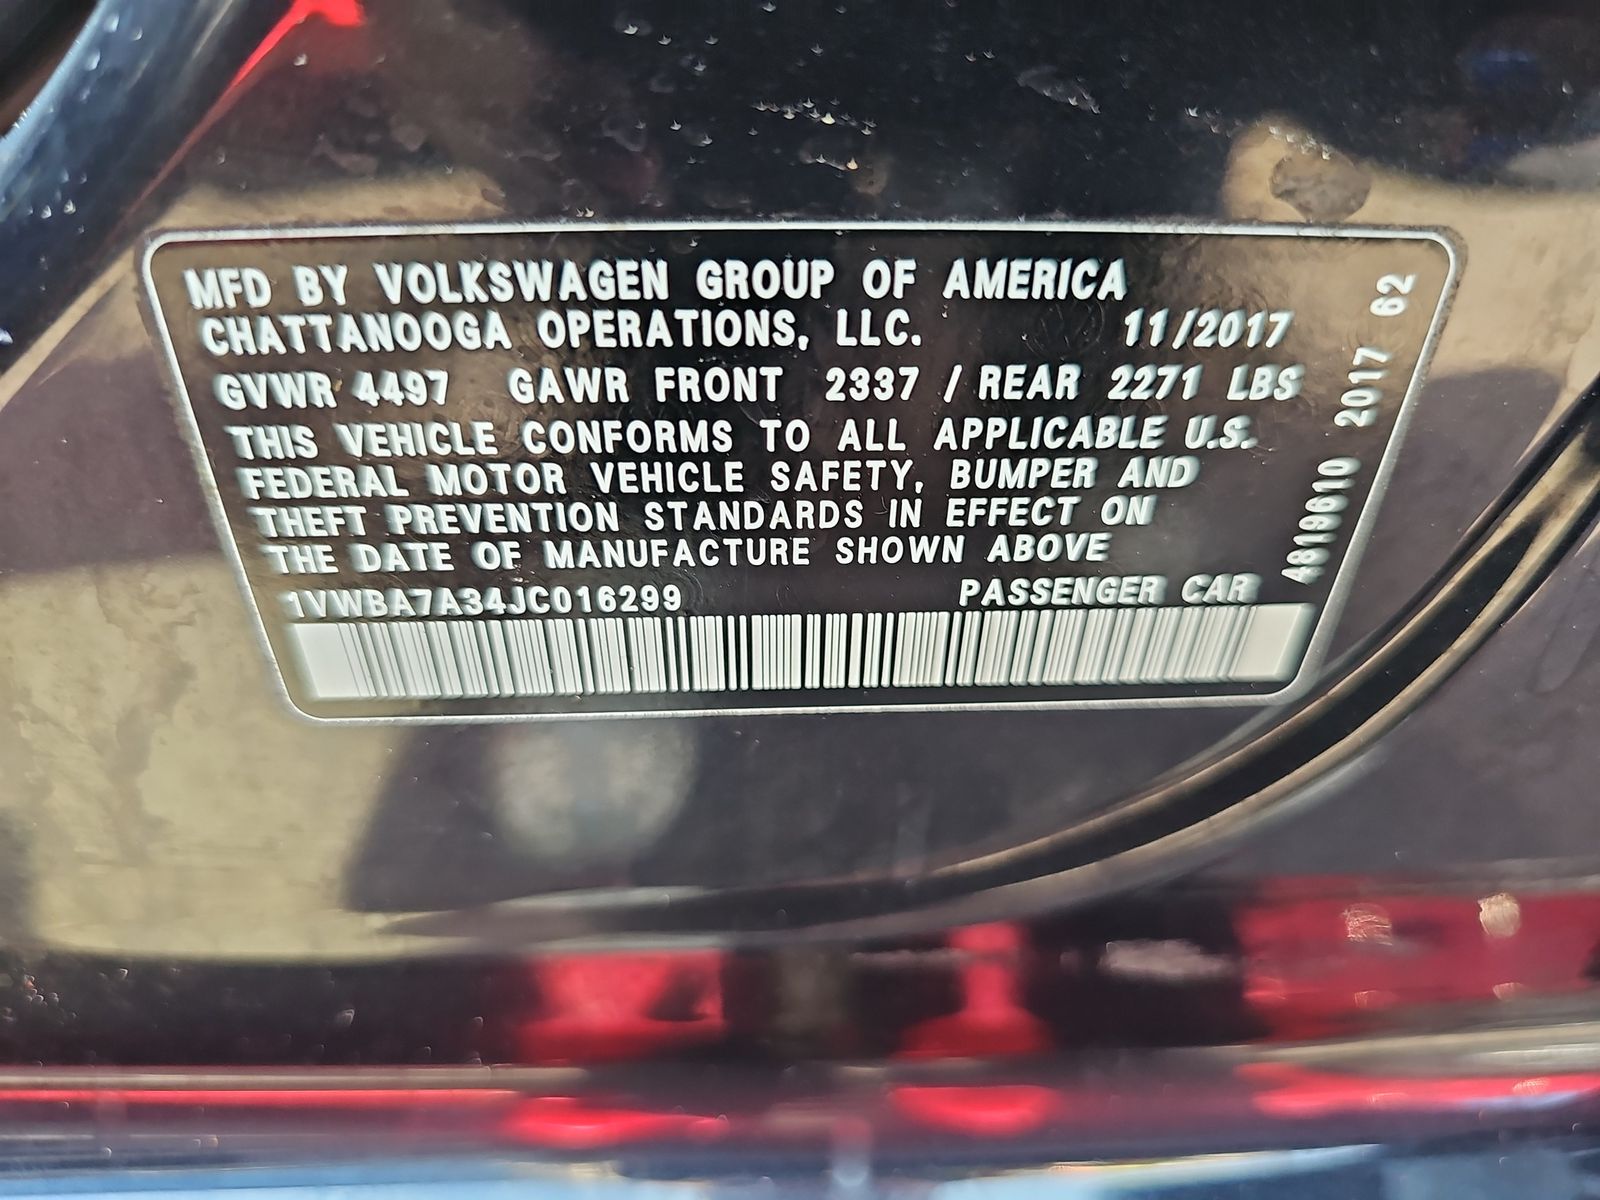 MFD BY VOLKSWAGEN GROUP OF AMERICA
CHATTANOOGA OPERATIONS, LLC. 11/2017
GVWR 4497 GAWR FRONT 2337 / REAR 2271 LBS
THIS VEHICLE CONFORMS TO ALL APPLICABLE U.S.
FEDERAL MOTOR VEHICLE SAFETY, BUMPER AND
THEFT PREVENTION STANDARDS IN EFFECT ON
THE DATE OF MANUFACTURE SHOWN ABOVE
1VWBA7A34JC016299 PASSENGER CAR
4819610 2017 62